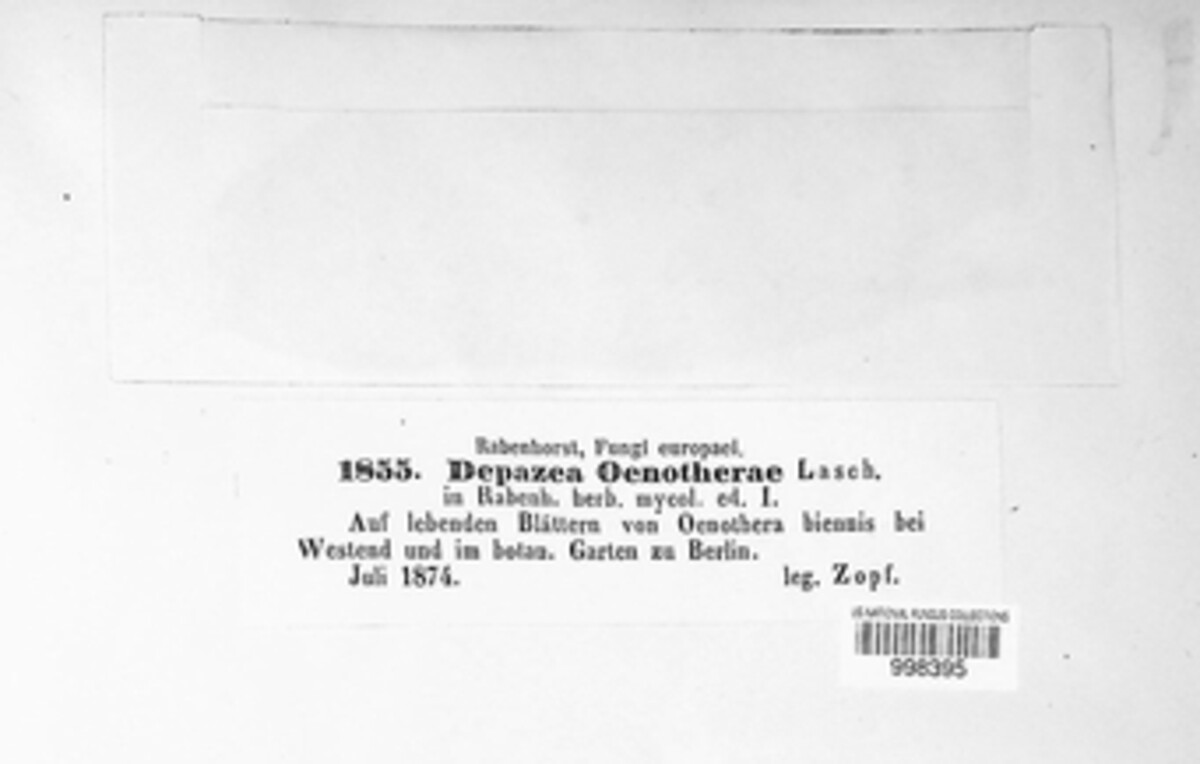 Rabenhorst, Fungi europaei.
1855. Depazea Oenotherae Lasch.
in Rabenh. herb. mycol. ed. I.
Auf lebenden Blättern von Oenothera biennis bei
Westend und im botan. Garten zu Berlin.
Juli 1874. leg. Zopf.
US NATIONAL FUNGUS COLLECTIONS
998395